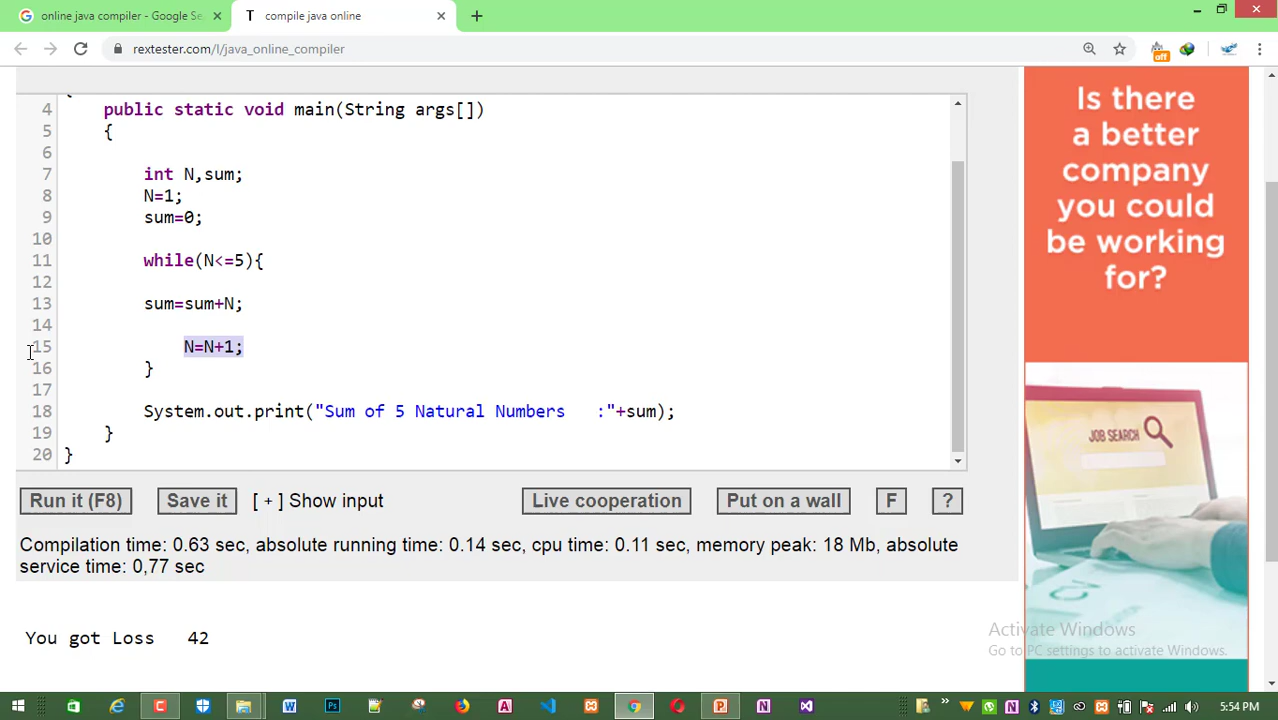 online java compiler - Google Se
compile java online
rextester.com/l/java_online_compiler
off
4 public static void main(String args[])
5 {
6
7 int N,sum;
8 N=1;
9 sum=0;
10
11 while(N<=5){
12
13 sum=sum+N;
14
15 N=N+1;
16 }
17
18 System.out.print("Sum of 5 Natural Numbers   :"+sum);
19 }
20 }
Run it (F8)
Save it
[ + ] Show input
Live cooperation
Put on a wall
F
?
Compilation time: 0.63 sec, absolute running time: 0.14 sec, cpu time: 0.11 sec, memory peak: 18 Mb, absolute
service time: 0,77 sec
You got Loss   42
Is there
a better
company
you could
be working
for?
JOB SEARCH
CV
Activate Windows
Go to PC settings to activate Windows.
5:54 PM